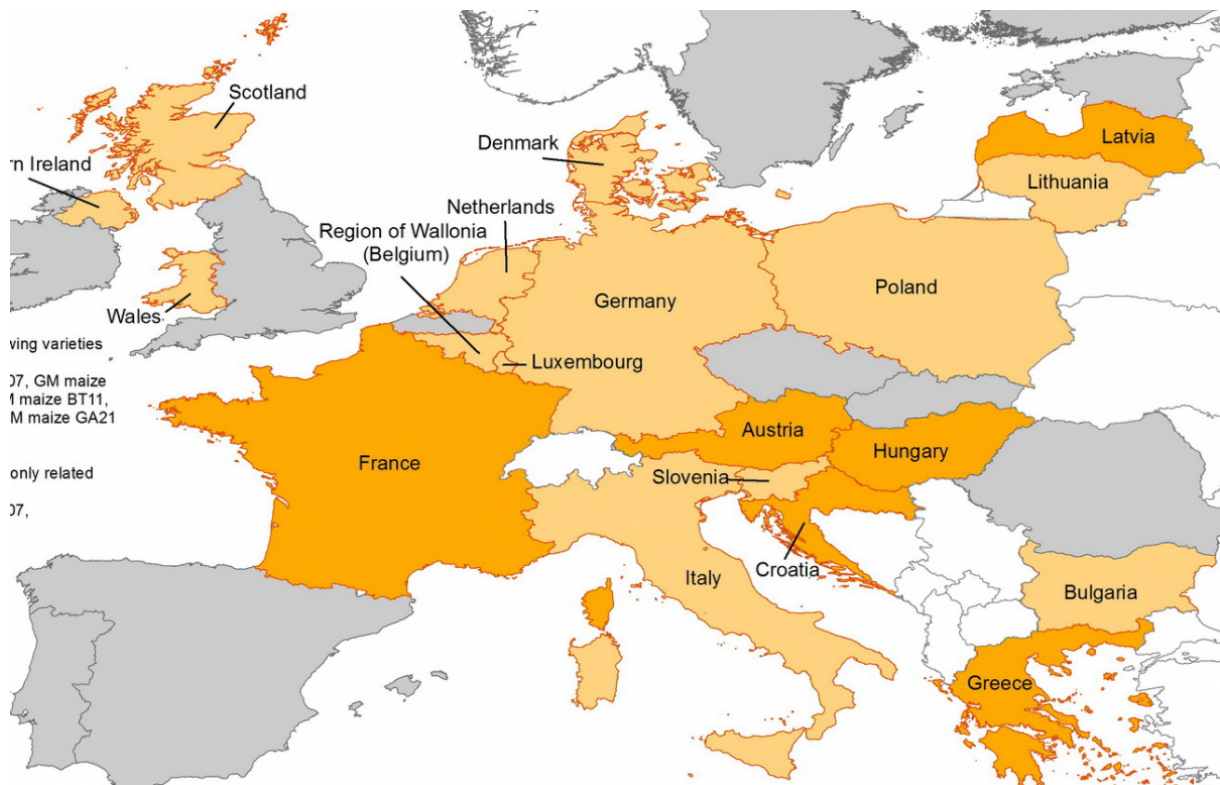 Scotland
rn Ireland
Wales
Denmark
Netherlands
Region of Wallonia
(Belgium)
Luxembourg
Germany
Poland
Latvia
Lithuania
wing varieties
07, GM maize
M maize BT11,
M maize GA21
only related
07,
France
Austria
Hungary
Slovenia
Croatia
Italy
Bulgaria
Greece